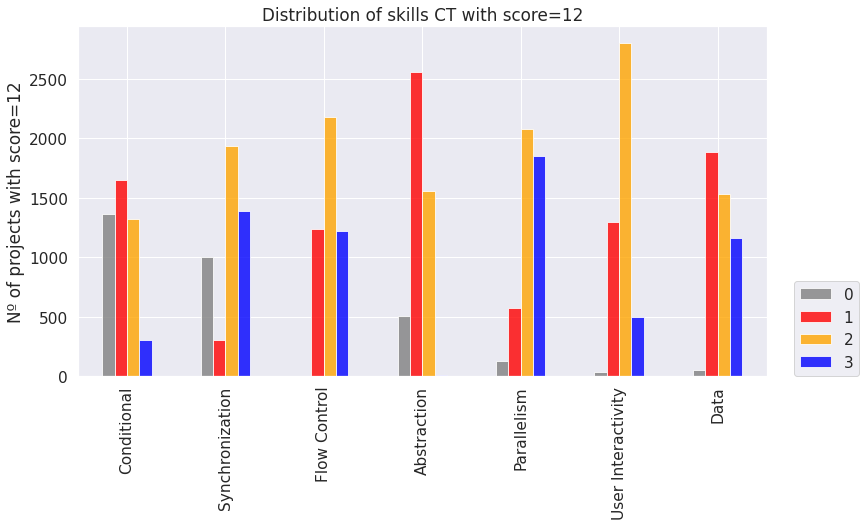 Distribution of skills CT with score=12
Nº of projects with score=12
2500
2000
1500
1000
500
0
Conditional
Synchronization
Flow Control
Abstraction
Parallelism
User Interactivity
Data
0
1
2
3